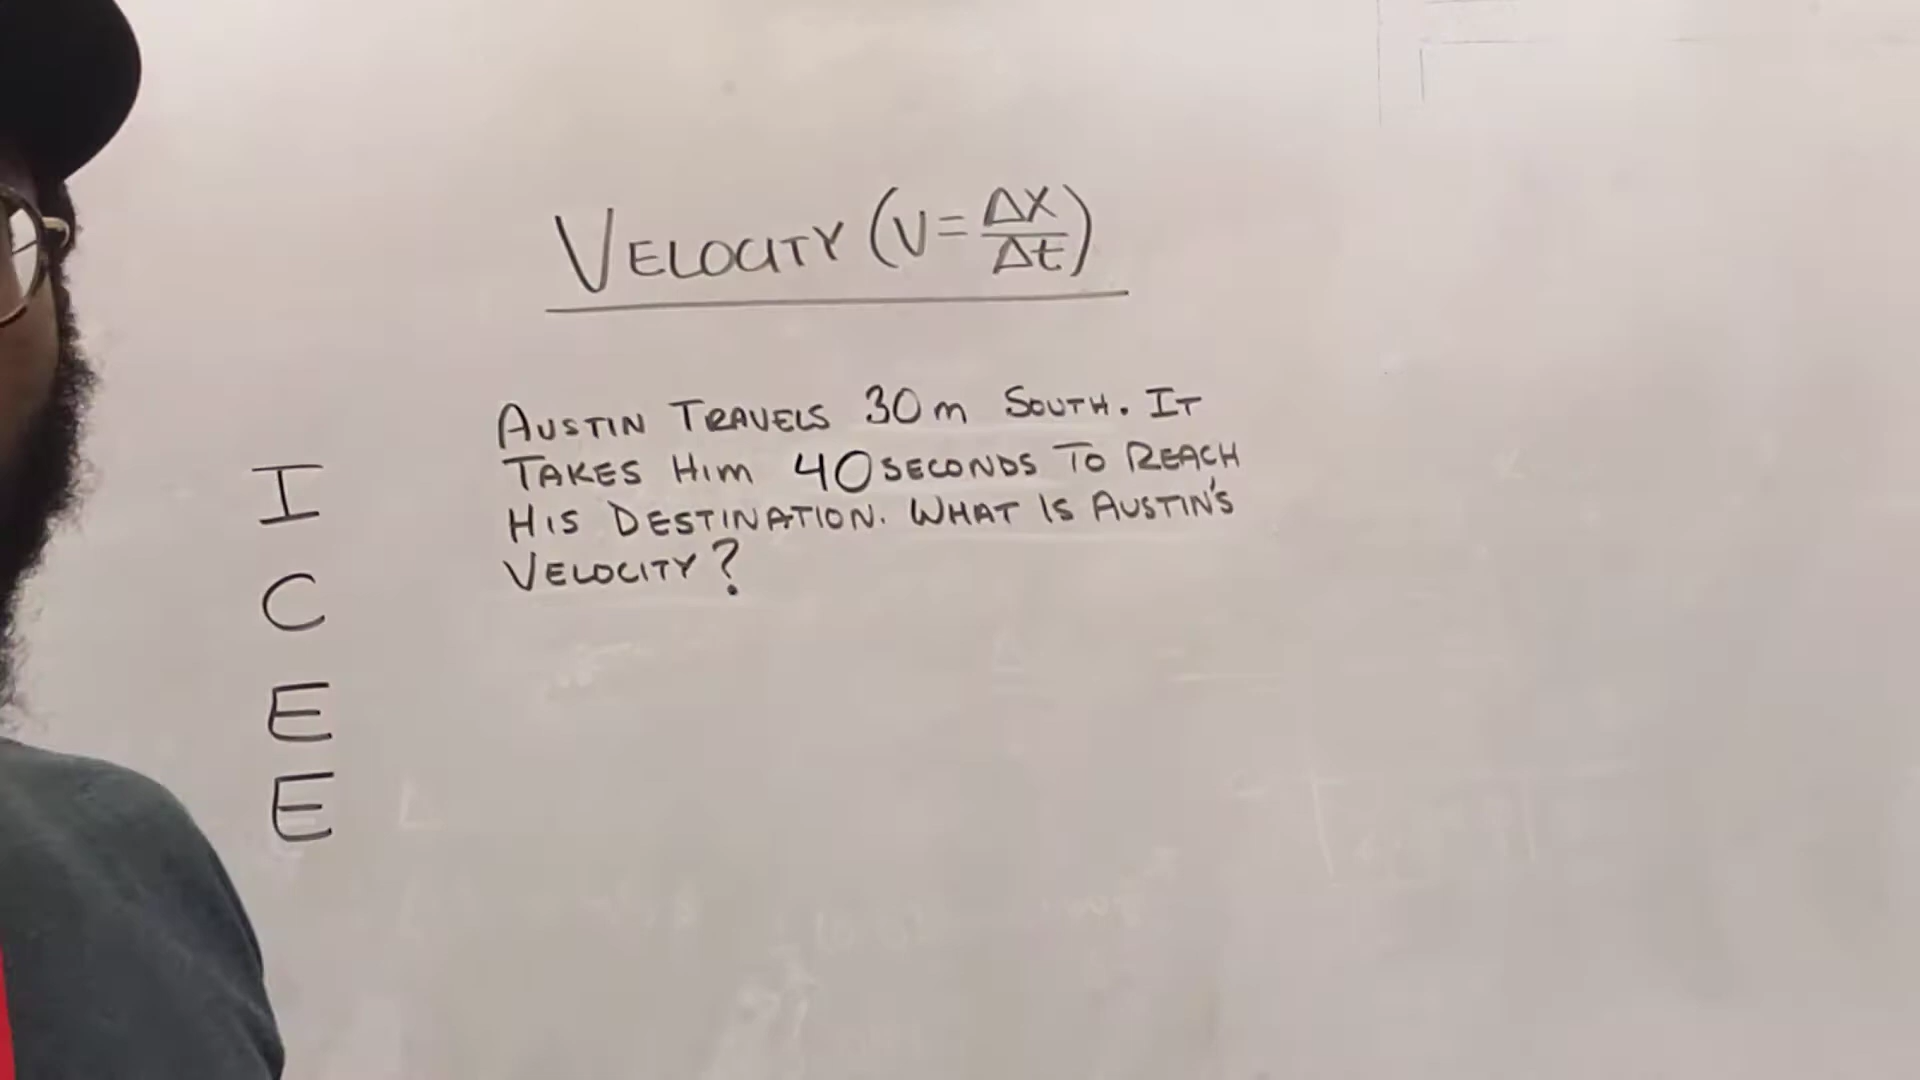 VELOCITY (V = ΔX/Δt)
AUSTIN TRAVELS 30m SOUTH. IT
TAKES HIM 40 SECONDS TO REACH
HIS DESTINATION. WHAT IS AUSTIN'S
VELOCITY?
I
C
E
E